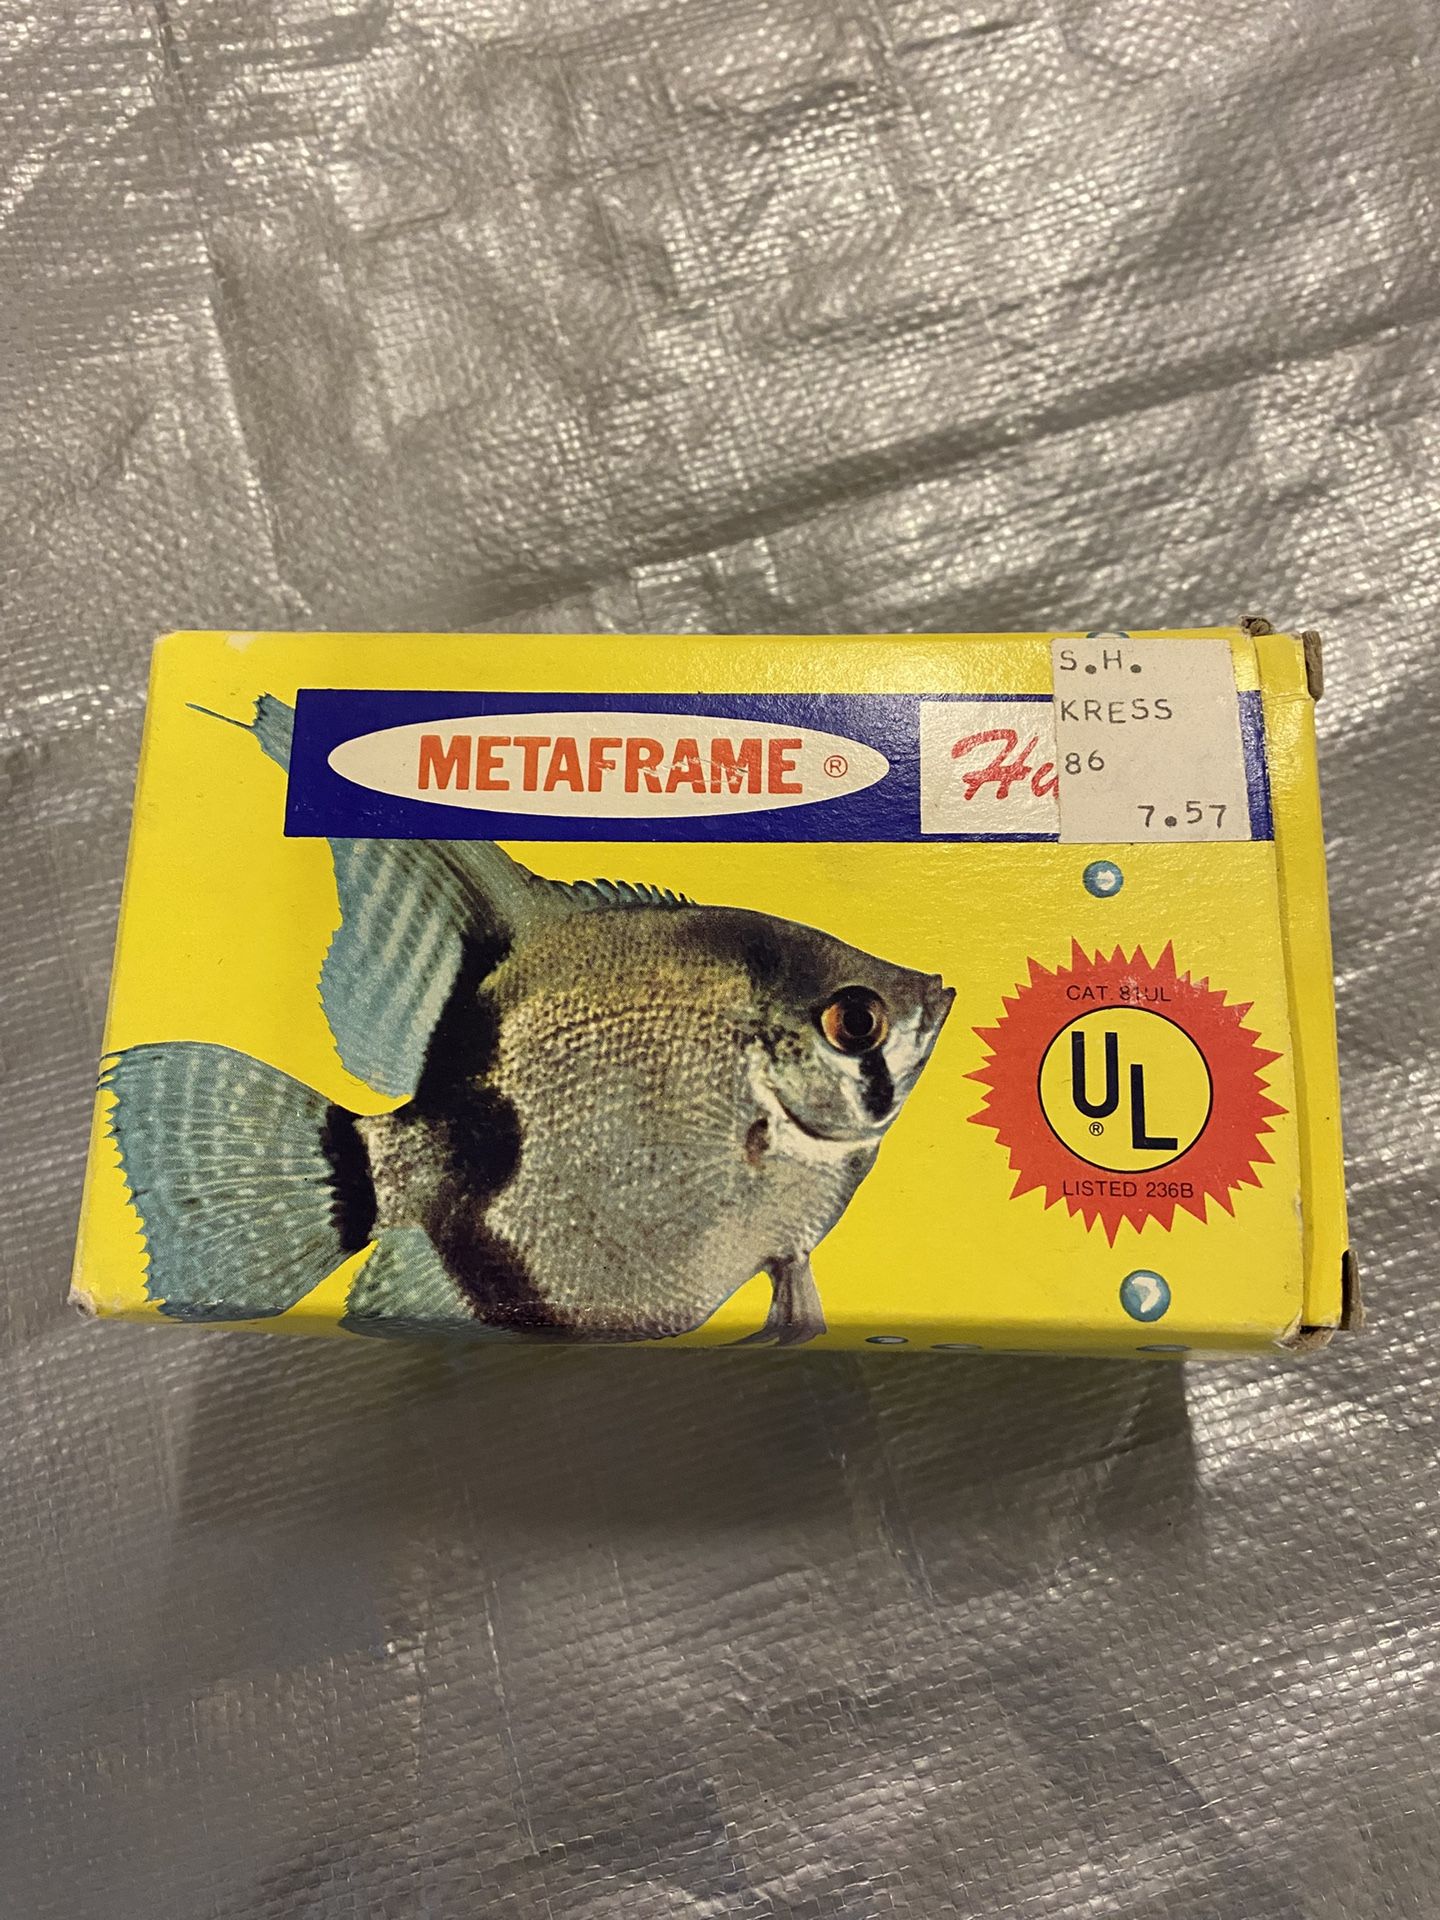 METAFRAME ®
S.H.
KRESS
86
7.57
CAT. 81UL
UL
®
LISTED 236B